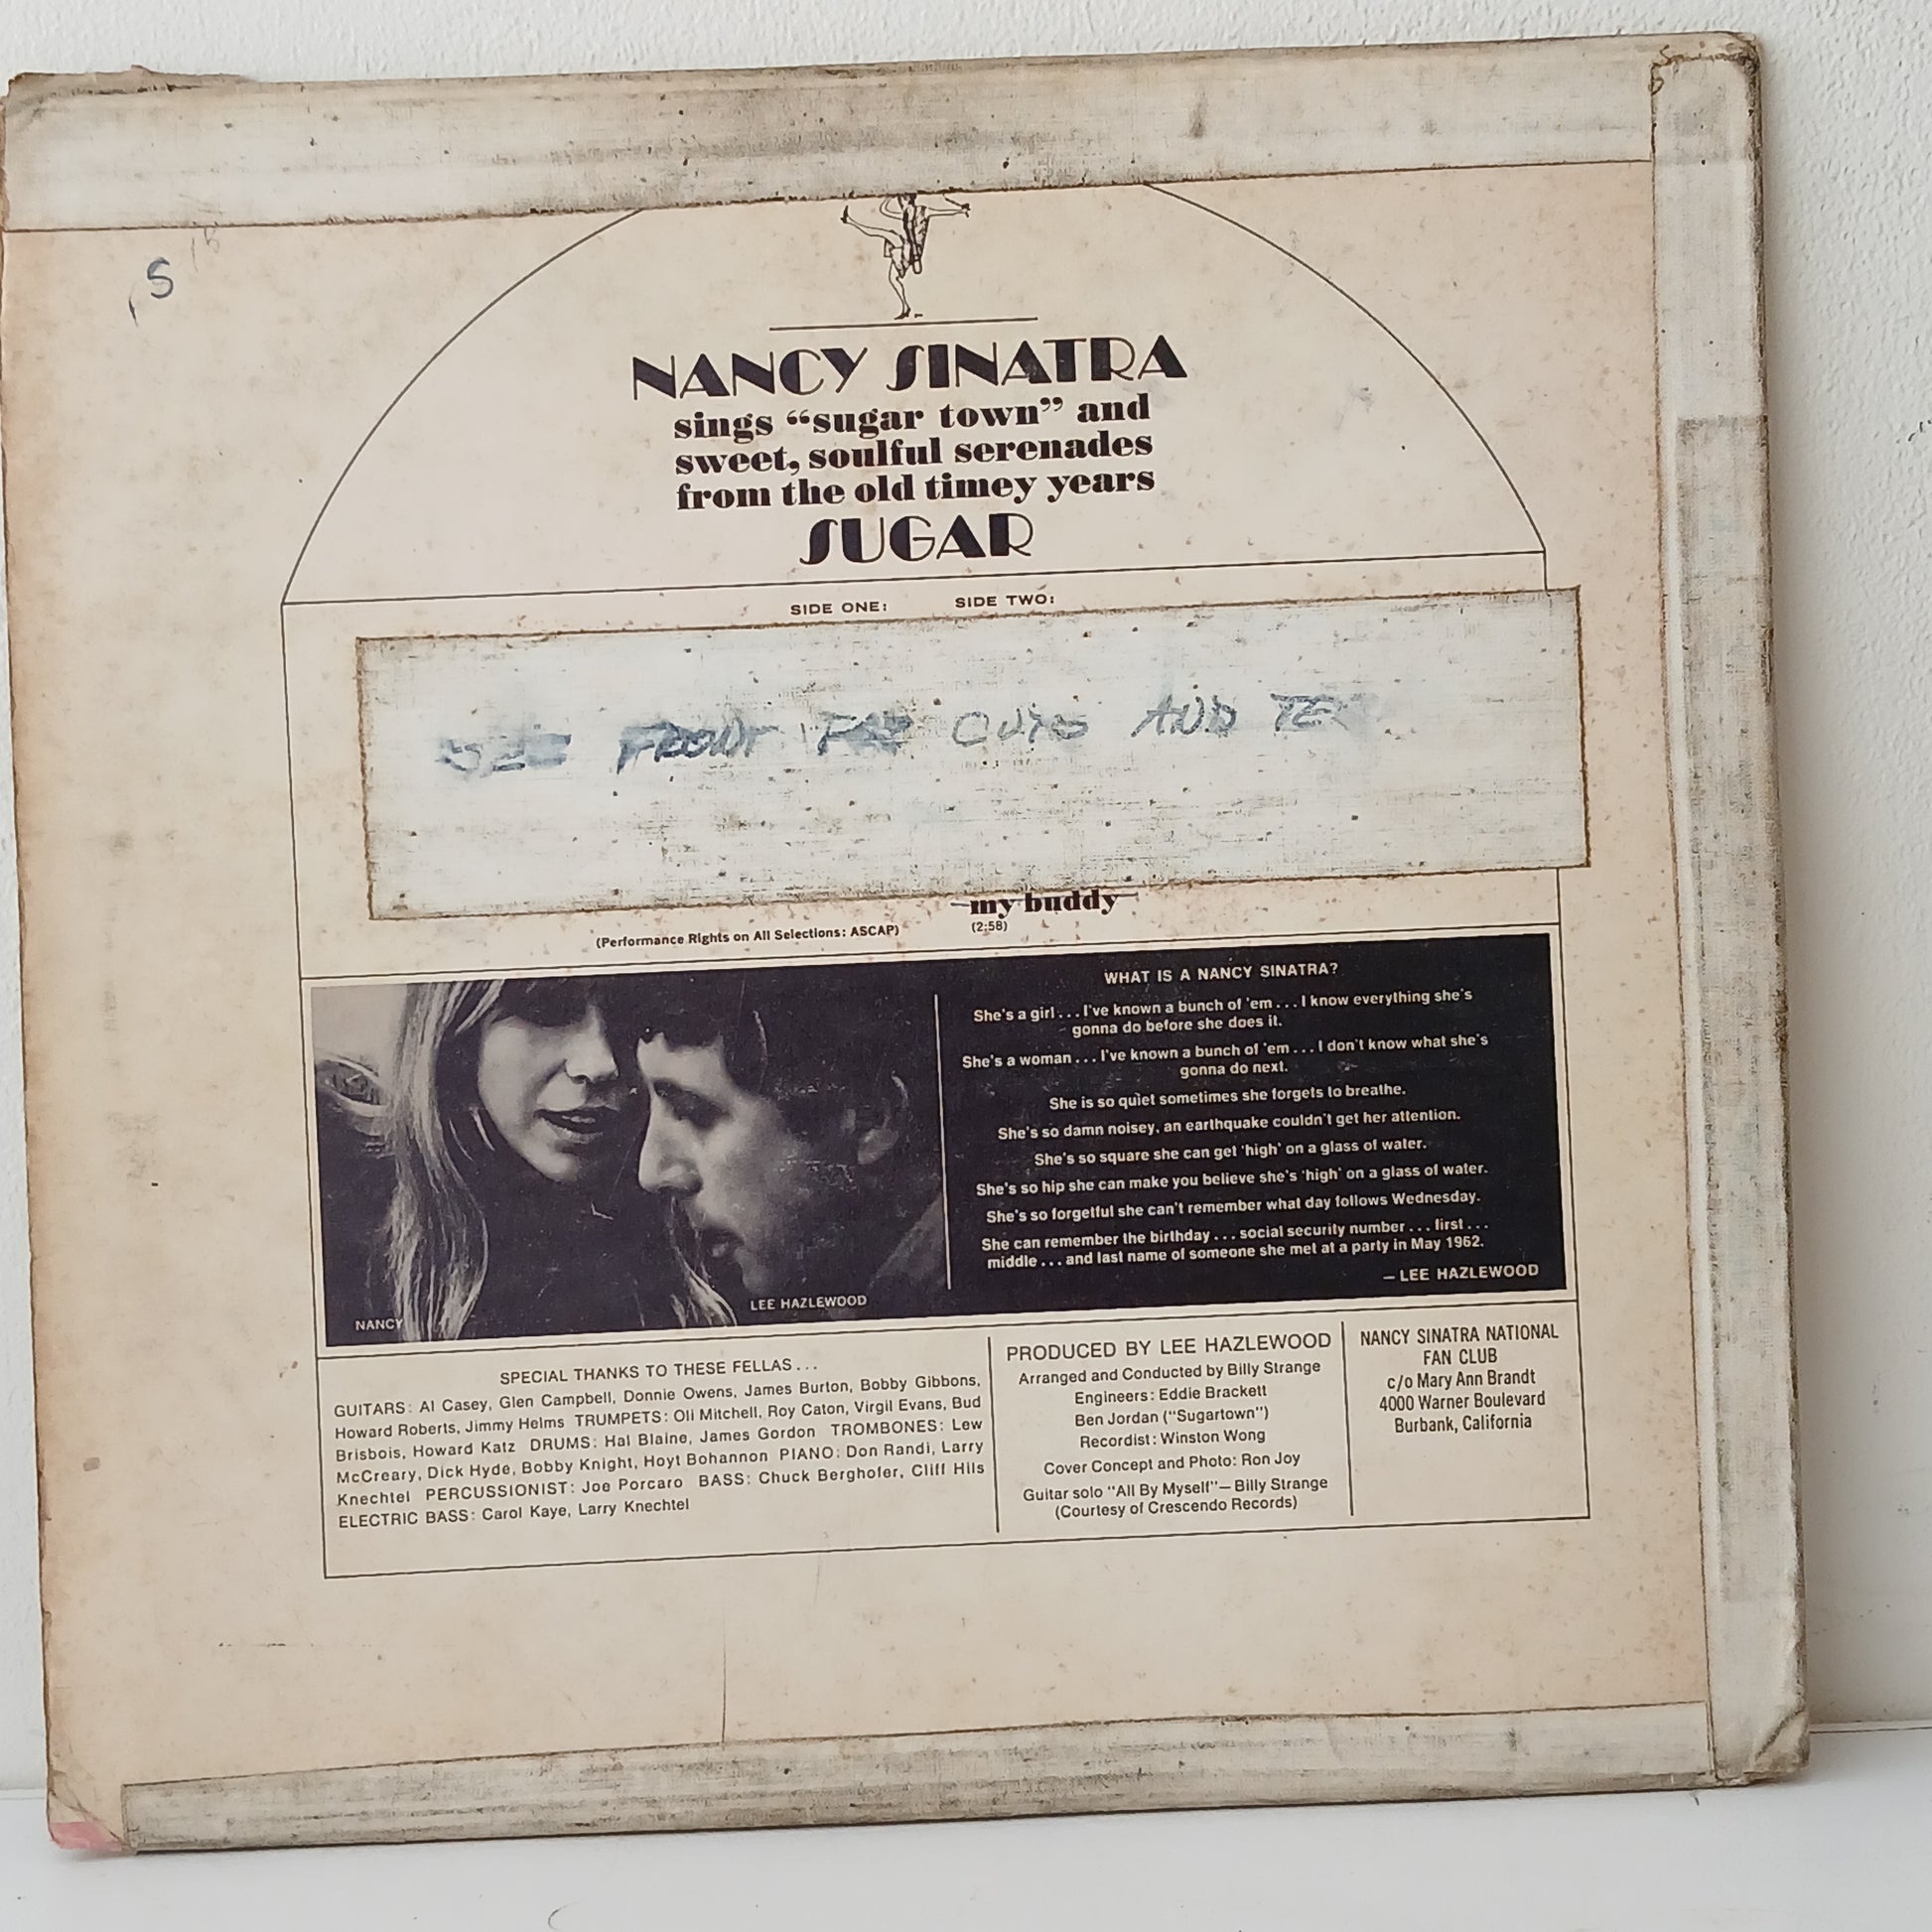 S
NANCY SINATRA
sings “sugar town” and
sweet, soulful serenades
from the old timey years
SUGAR
SIDE ONE: SIDE TWO:
FRONT FOR CUTS AND
my buddy
(2:58)
(Performance Rights on All Selections: ASCAP)
NANCY
LEE HAZLEWOOD
WHAT IS A NANCY SINATRA?
She's a girl . . . I've known a bunch of 'em . . . I know everything she's
gonna do before she does it.
She's a woman . . . I've known a bunch of 'em . . . I don't know what she's
gonna do next.
She is so quiet sometimes she forgets to breathe.
She's so damn noisey, an earthquake couldn't get her attention.
She's so square she can get 'high' on a glass of water.
She's so hip she can make you believe she's 'high' on a glass of water.
She's so forgetful she can't remember what day follows Wednesday.
She can remember the birthday . . . social security number . . . first . . .
middle . . . and last name of someone she met at a party in May 1962.
— LEE HAZLEWOOD
SPECIAL THANKS TO THESE FELLAS . . .
GUITARS: Al Casey, Glen Campbell, Donnie Owens, James Burton, Bobby Gibbons,
Howard Roberts, Jimmy Helms TRUMPETS: Oli Mitchell, Roy Caton, Virgil Evans, Bud
Brisbois, Howard Katz DRUMS: Hal Blaine, James Gordon TROMBONES: Lew
McCreary, Dick Hyde, Bobby Knight, Hoyt Bohannon PIANO: Don Randi, Larry
Knechtel PERCUSSIONIST: Joe Porcaro BASS: Chuck Berghofer, Cliff Hils
ELECTRIC BASS: Carol Kaye, Larry Knechtel
PRODUCED BY LEE HAZLEWOOD
Arranged and Conducted by Billy Strange
Engineers: Eddie Brackett
Ben Jordan ("Sugartown")
Recordist: Winston Wong
Cover Concept and Photo: Ron Joy
Guitar solo "All By Myself"— Billy Strange
(Courtesy of Crescendo Records)
NANCY SINATRA NATIONAL
FAN CLUB
c/o Mary Ann Brandt
4000 Warner Boulevard
Burbank, California